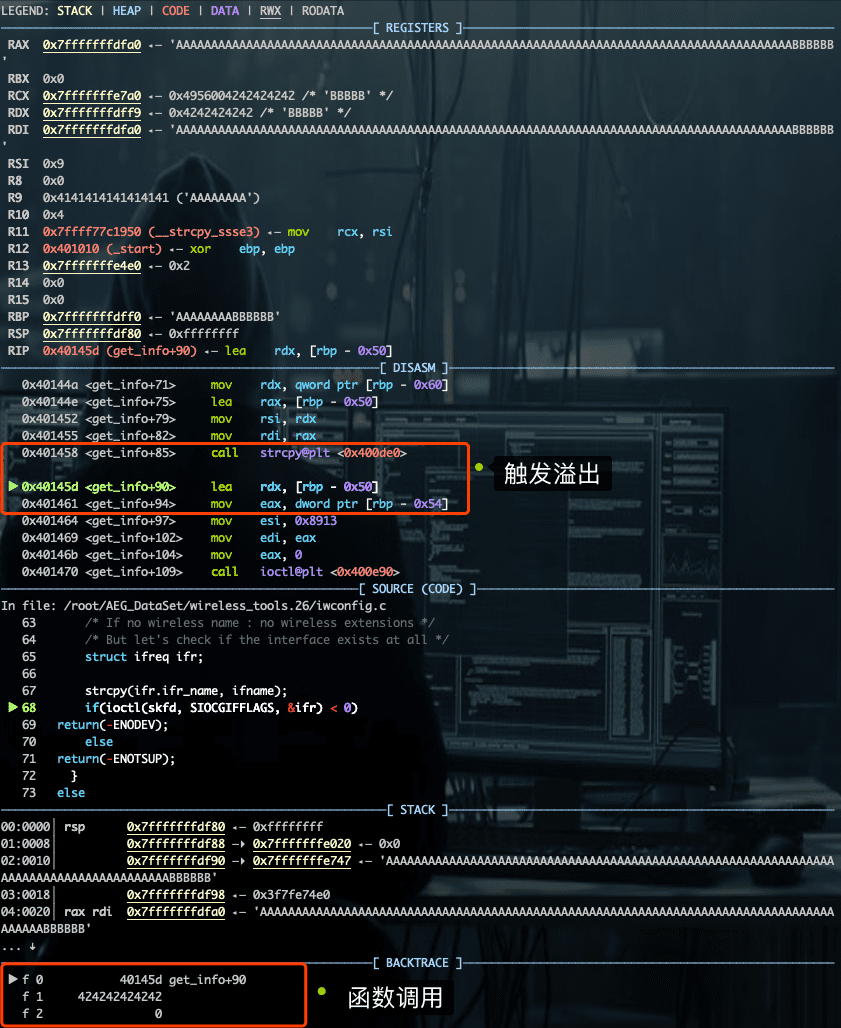 LEGEND: STACK | HEAP | CODE | DATA | RWX | RODATA
[ REGISTERS ]
RAX 0x7fffffffdfa0 ◂— 'AAAAAAAAAAAAAAAAAAAAAAAAAAAAAAAAAAAAAAAAAAAAAAAAAAAAAAAAAAAAAAAAAAAAAAAAAAAAAAAAAAAAAAAABBBBBB
'
RBX 0x0
RCX 0x7fffffffe7a0 ◂— 0x4956004242424242 /* 'BBBBB' */
RDX 0x7fffffffdff9 ◂— 0x4242424242 /* 'BBBBB' */
RDI 0x7fffffffdfa0 ◂— 'AAAAAAAAAAAAAAAAAAAAAAAAAAAAAAAAAAAAAAAAAAAAAAAAAAAAAAAAAAAAAAAAAAAAAAAAAAAAAAAAAAAAAAAABBBBBB
'
RSI 0x9
R8 0x0
R9 0x4141414141414141 ('AAAAAAAA')
R10 0x4
R11 0x7ffff77c1950 (__strcpy_ssse3) ◂— mov rcx, rsi
R12 0x401010 (_start) ◂— xor ebp, ebp
R13 0x7fffffffe4e0 ◂— 0x2
R14 0x0
R15 0x0
RBP 0x7fffffffdff0 ◂— 'AAAAAAAABBBBBB'
RSP 0x7fffffffdf80 ◂— 0xffffffff
RIP 0x40145d (get_info+90) ◂— lea rdx, [rbp - 0x50]
[ DISASM ]
0x40144a <get_info+71> mov rdx, qword ptr [rbp - 0x60]
0x40144e <get_info+75> lea rax, [rbp - 0x50]
0x401452 <get_info+79> mov rsi, rdx
0x401455 <get_info+82> mov rdi, rax
0x401458 <get_info+85> call strcpy@plt <0x400de0>
触发溢出
► 0x40145d <get_info+90> lea rdx, [rbp - 0x50]
0x401461 <get_info+94> mov eax, dword ptr [rbp - 0x54]
0x401464 <get_info+97> mov esi, 0x8913
0x401469 <get_info+102> mov edi, eax
0x40146b <get_info+104> mov eax, 0
0x401470 <get_info+109> call ioctl@plt <0x400e90>
[ SOURCE (CODE) ]
In file: /root/AEG_DataSet/wireless_tools.26/iwconfig.c
63 /* If no wireless name : no wireless extensions */
64 /* But let's check if the interface exists at all */
65 struct ifreq ifr;
66
67 strcpy(ifr.ifr_name, ifname);
► 68 if(ioctl(skfd, SIOCGIFFLAGS, &ifr) < 0)
69 return(-ENODEV);
70 else
71 return(-ENOTSUP);
72 }
73 else
[ STACK ]
00:0000│ rsp 0x7fffffffdf80 ◂— 0xffffffff
01:0008│ 0x7fffffffdf88 —▸ 0x7fffffffe020 ◂— 0x0
02:0010│ 0x7fffffffdf90 —▸ 0x7fffffffe747 ◂— 'AAAAAAAAAAAAAAAAAAAAAAAAAAAAAAAAAAAAAAAAAAAAAAAAAAAAAAAAAAAAAAAA
AAAAAAAAAAAAAAAAAAAAAAAABBBBBB'
03:0018│ 0x7fffffffdf98 ◂— 0x3f7fe74e0
04:0020│ rax rdi 0x7fffffffdfa0 ◂— 'AAAAAAAAAAAAAAAAAAAAAAAAAAAAAAAAAAAAAAAAAAAAAAAAAAAAAAAAAAAAAAAAAAAAAAAAAAAAAAAAAA
AAAAAABBBBBB'
... ↓
[ BACKTRACE ]
► f 0 40145d get_info+90
f 1 424242424242
f 2 0
函数调用